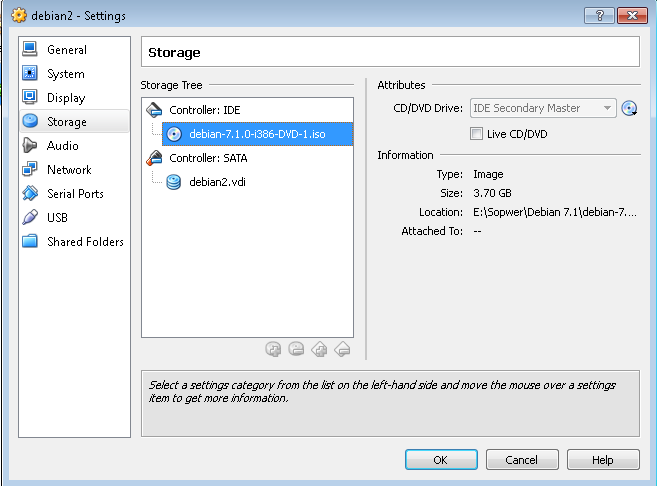 debian2 - Settings
General
System
Display
Storage
Audio
Network
Serial Ports
USB
Shared Folders
Storage
Storage Tree
Controller: IDE
debian-7.1.0-i386-DVD-1.iso
Controller: SATA
debian2.vdi
Attributes
CD/DVD Drive: IDE Secondary Master
Live CD/DVD
Information
Type: Image
Size: 3.70 GB
Location: E:\Sopwer\Debian 7.1\debian-7....
Attached To: --
Select a settings category from the list on the left-hand side and move the mouse over a settings
item to get more information.
OK Cancel Help